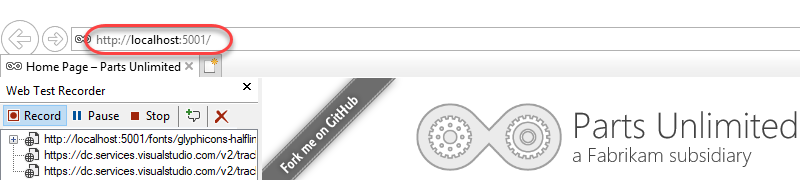 http://localhost:5001/
Home Page – Parts Unlimited
Web Test Recorder
Record Pause Stop
http://localhost:5001/fonts/glyphicons-halflin
https://dc.services.visualstudio.com/v2/trac
https://dc.services.visualstudio.com/v2/trac
Fork me on GitHub
Parts Unlimited
a Fabrikam subsidiary